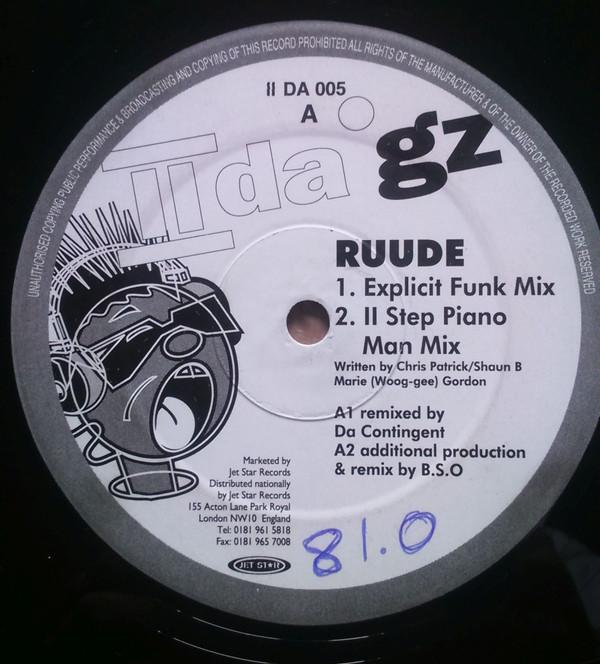 UNAUTHORISED COPYING PUBLIC PERFORMANCE & BROADCASTING AND COPYING OF THIS RECORD PROHIBITED ALL RIGHTS OF THE MANUFACTURER & OF THE OWNER OF THE RECORDED WORK RESERVED
II DA 005
A
IIda gz
RUUDE
1. Explicit Funk Mix
2. II Step Piano
Man Mix
Written by Chris Patrick/Shaun B
Marie (Woog-gee) Gordon
A1 remixed by
Da Contingent
A2 additional production
& remix by B.S.O
Marketed by
Jet Star Records
Distributed nationally
by Jet Star Records
155 Acton Lane Park Royal
London NW10 England
Tel: 0181 961 5818
Fax: 0181 965 7008
JET ST★R
81.0